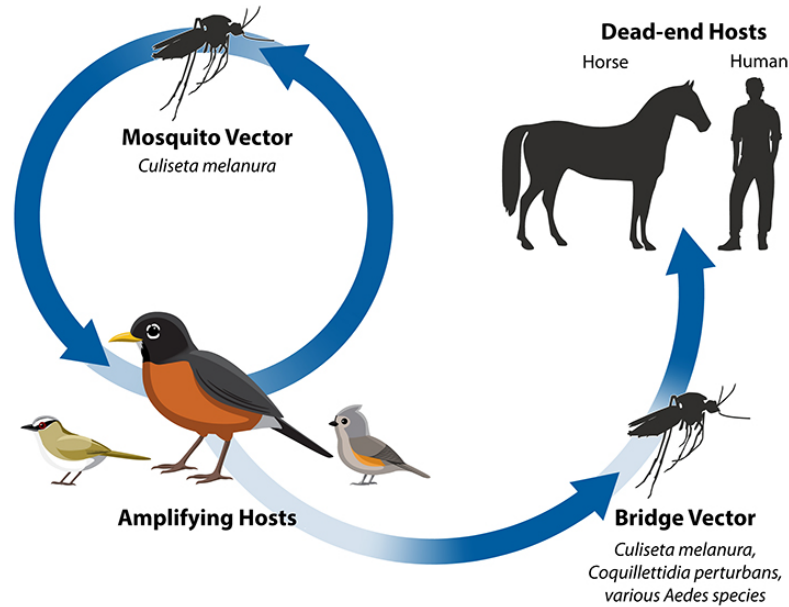 Dead-end Hosts
Horse
Human
Mosquito Vector
Culiseta melanura
Amplifying Hosts
Bridge Vector
Culiseta melanura,
Coquillettidia perturbans,
various Aedes species